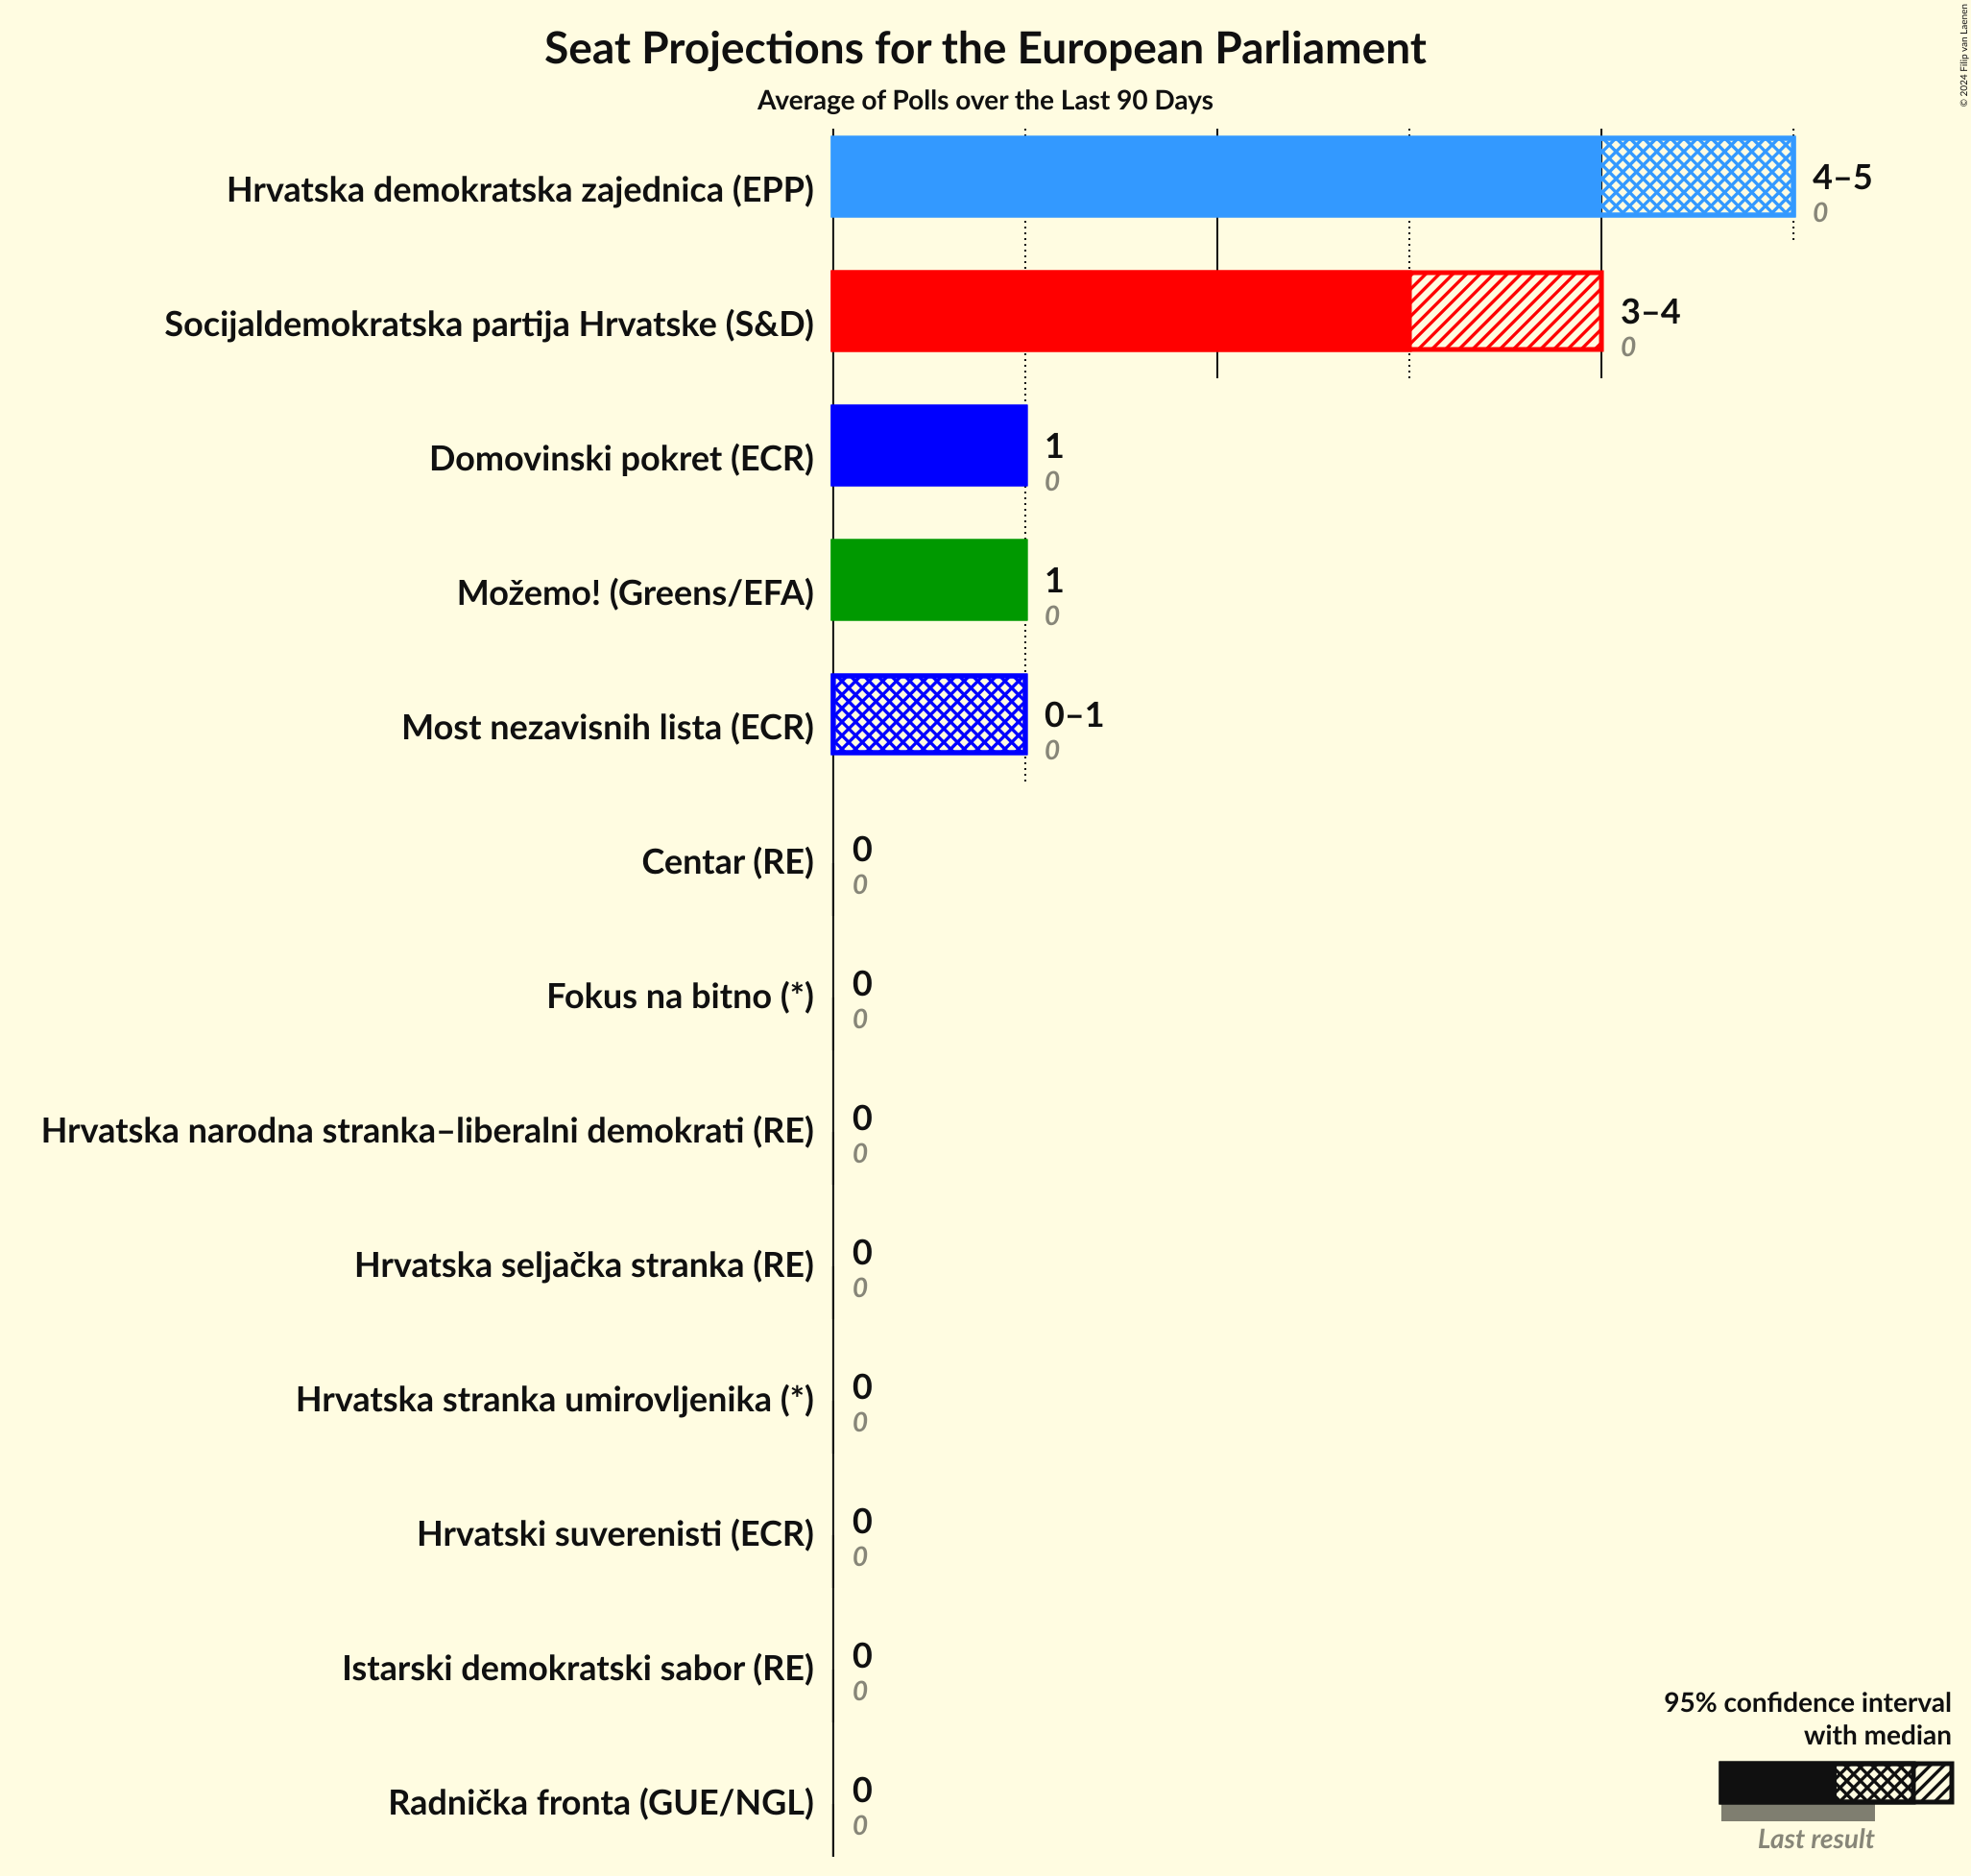 Seat Projections for the European Parliament
Average of Polls over the Last 90 Days
© 2024 Filip van Laenen
Hrvatska demokratska zajednica (EPP)
4–5
0
Socijaldemokratska partija Hrvatske (S&D)
3–4
0
Domovinski pokret (ECR)
1
0
Možemo! (Greens/EFA)
1
0
Most nezavisnih lista (ECR)
0–1
0
Centar (RE)
0
0
Fokus na bitno (*)
0
0
Hrvatska narodna stranka–liberalni demokrati (RE)
0
0
Hrvatska seljačka stranka (RE)
0
0
Hrvatska stranka umirovljenika (*)
0
0
Hrvatski suverenisti (ECR)
0
0
Istarski demokratski sabor (RE)
0
0
Radnička fronta (GUE/NGL)
0
0
95% confidence interval
with median
Last result